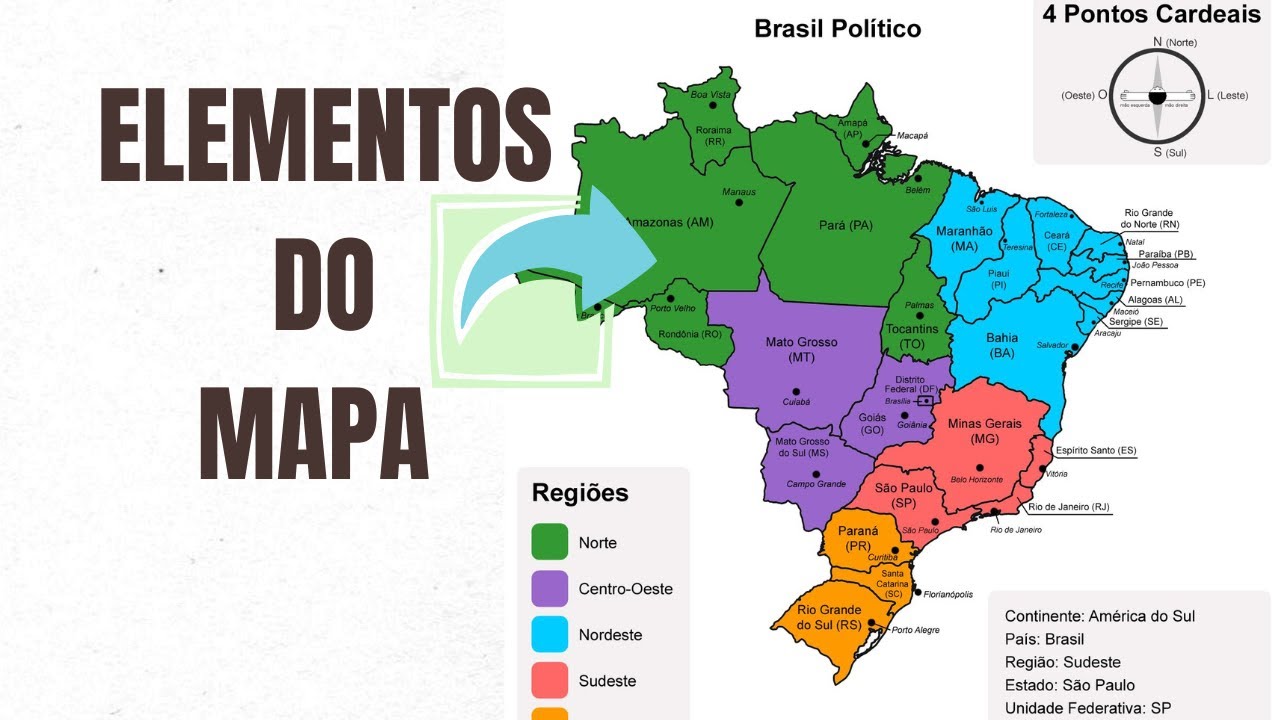 ELEMENTOS
DO
MAPA
Brasil Político
4 Pontos Cardeais
N (Norte)
(Oeste) O
mão esquerda
mão direita
L (Leste)
S (Sul)
Boa Vista
Roraima
(RR)
Amapá
(AP)
Macapá
Manaus
Belém
Amazonas (AM)
Pará (PA)
São Luis
Maranhão
(MA)
Teresina
Fortaleza
Ceará
(CE)
Piauí
(PI)
Rio Grande
do Norte (RN)
Natal
Paraíba (PB)
João Pessoa
Recife
Pernambuco (PE)
Alagoas (AL)
Maceió
Sergipe (SE)
Aracaju
Porto Velho
Rondônia (RO)
Palmas
Tocantins
(TO)
Bahia
(BA)
Salvador
Mato Grosso
(MT)
Cuiabá
Distrito
Federal (DF)
Brasília
Goiás
(GO)
Goiânia
Minas Gerais
(MG)
Belo Horizonte
Espírito Santo (ES)
Vitória
Mato Grosso
do Sul (MS)
Campo Grande
São Paulo
(SP)
São Paulo
Rio de Janeiro (RJ)
Rio de Janeiro
Paraná
(PR)
Curitiba
Santa
Catarina
(SC)
Florianópolis
Rio Grande
do Sul (RS)
Porto Alegre
Regiões
Norte
Centro-Oeste
Nordeste
Sudeste
Continente: América do Sul
País: Brasil
Região: Sudeste
Estado: São Paulo
Unidade Federativa: SP